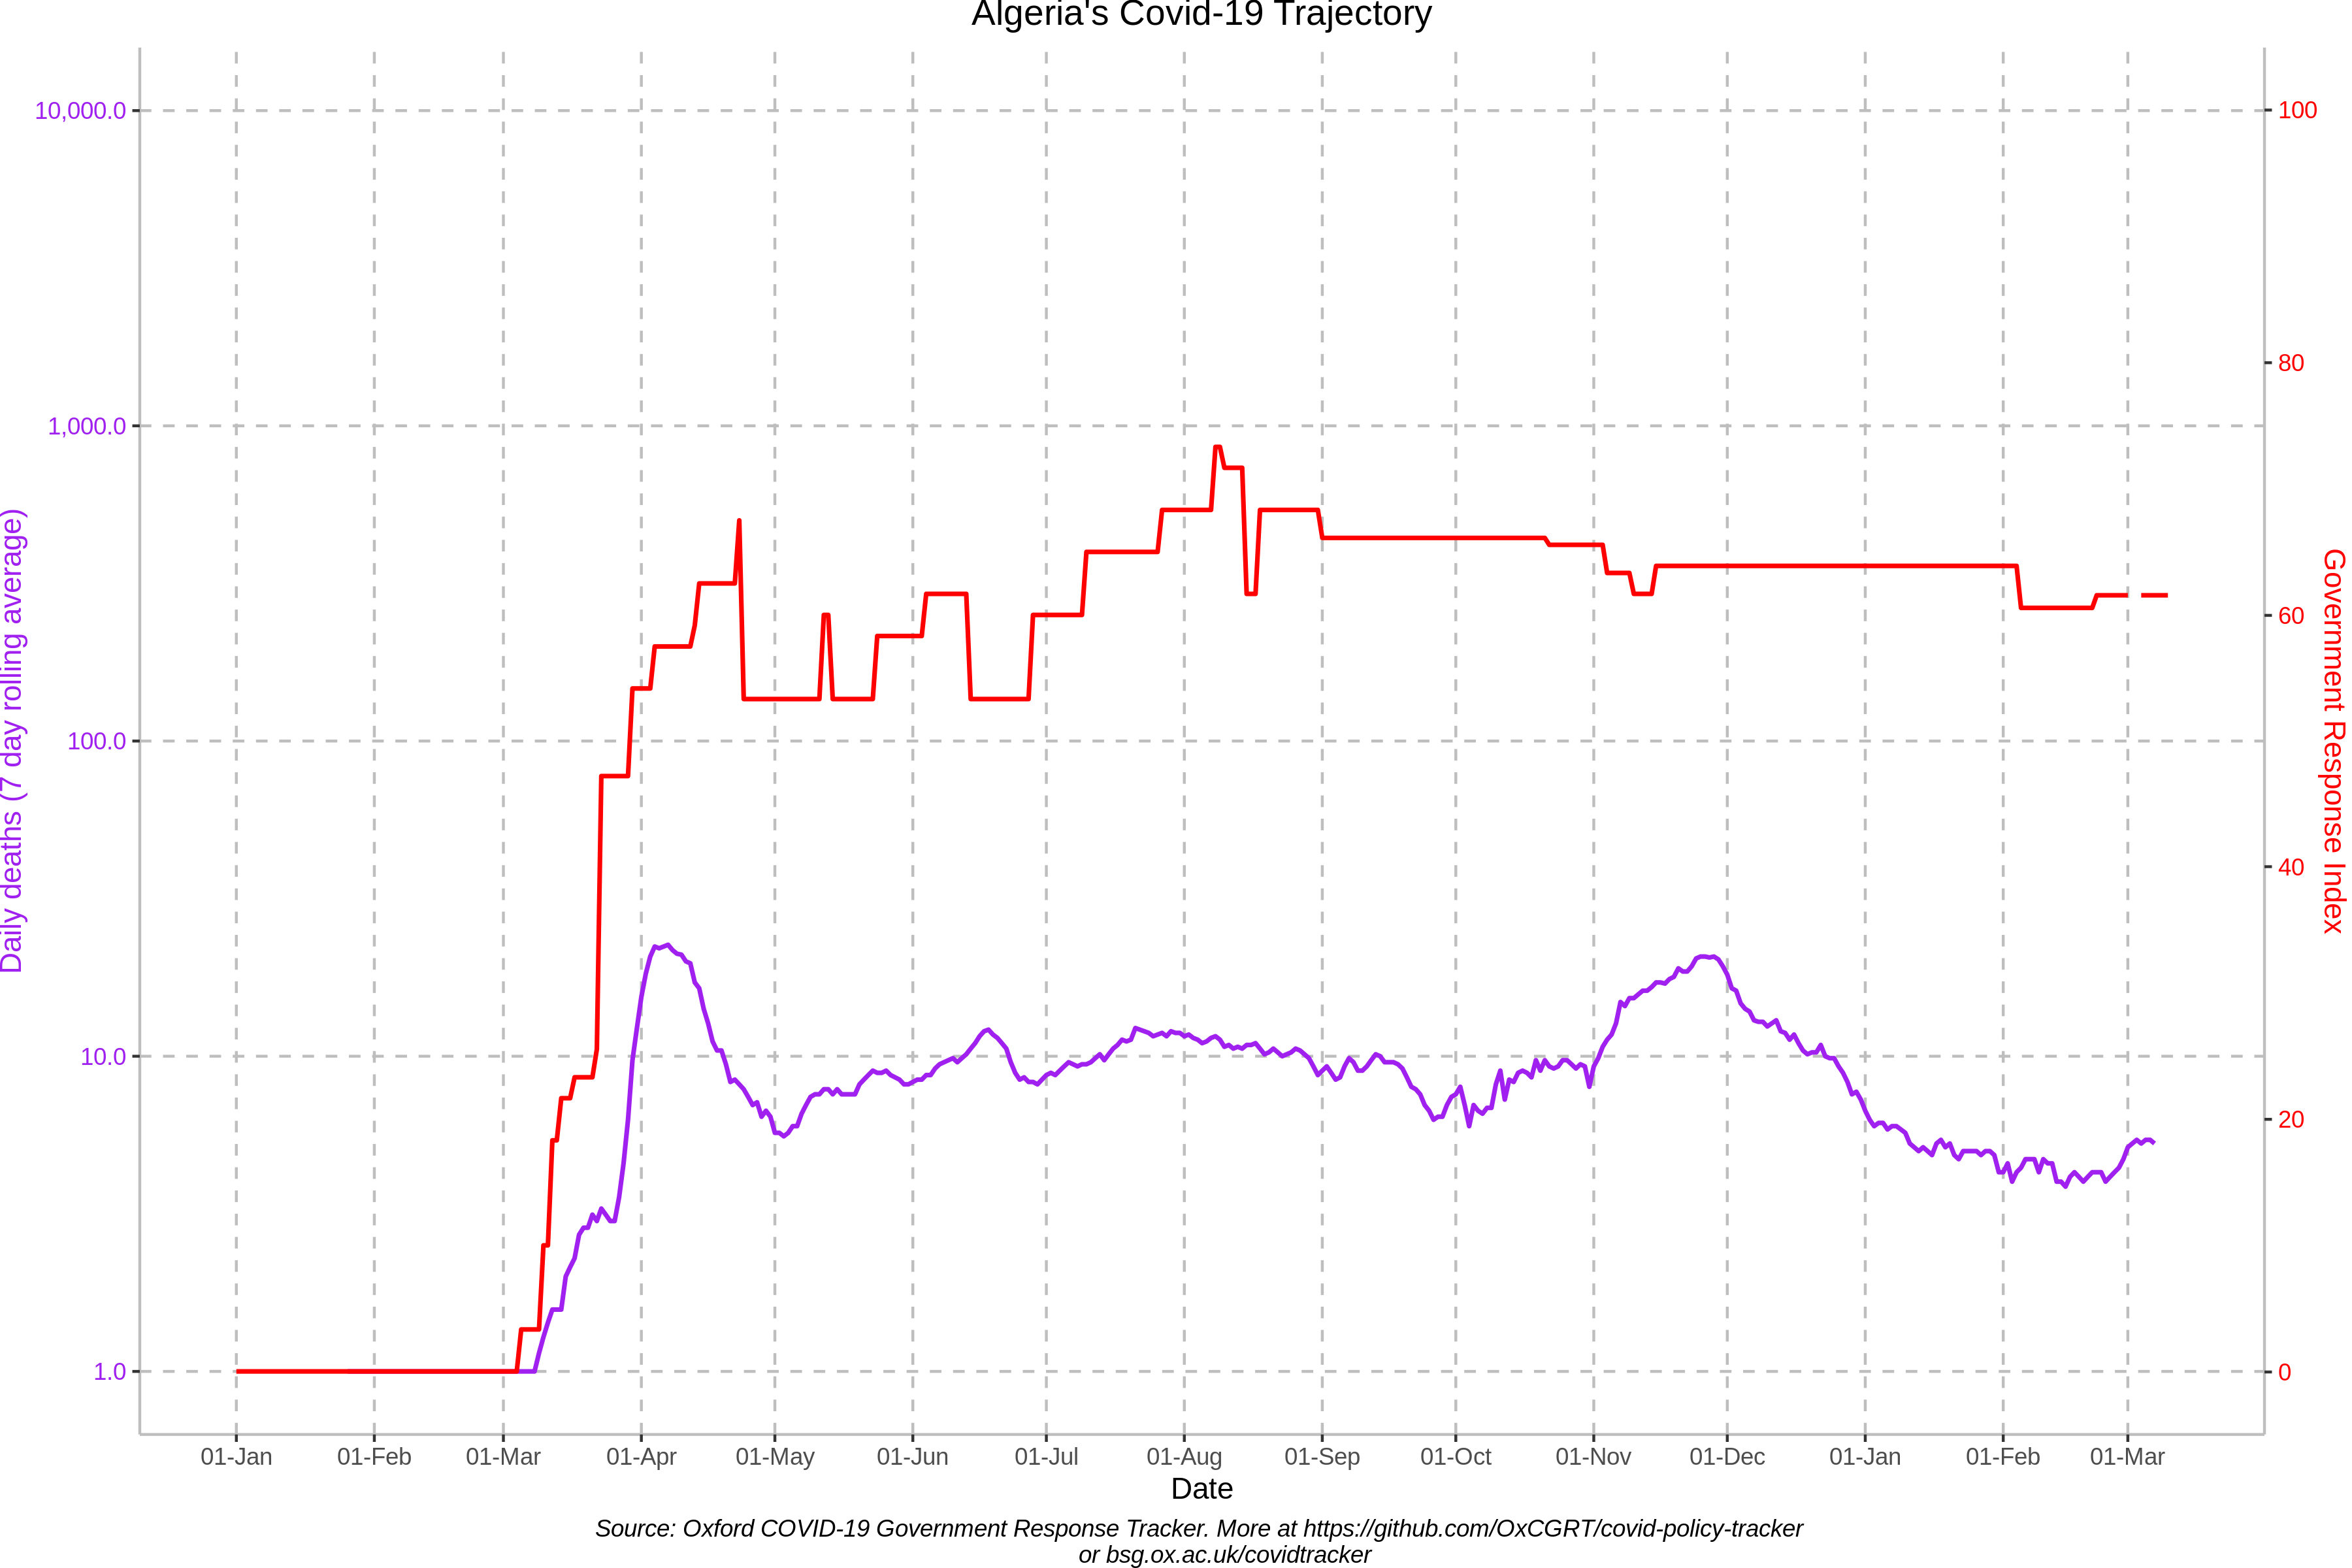 Algeria's Covid-19 Trajectory
10,000.0
1,000.0
100.0
10.0
1.0
Daily deaths (7 day rolling average)
100
80
60
40
20
0
Government Response Index
01-Jan 01-Feb 01-Mar 01-Apr 01-May 01-Jun 01-Jul 01-Aug 01-Sep 01-Oct 01-Nov 01-Dec 01-Jan 01-Feb 01-Mar
Date
Source: Oxford COVID-19 Government Response Tracker. More at https://github.com/OxCGRT/covid-policy-tracker
or bsg.ox.ac.uk/covidtracker